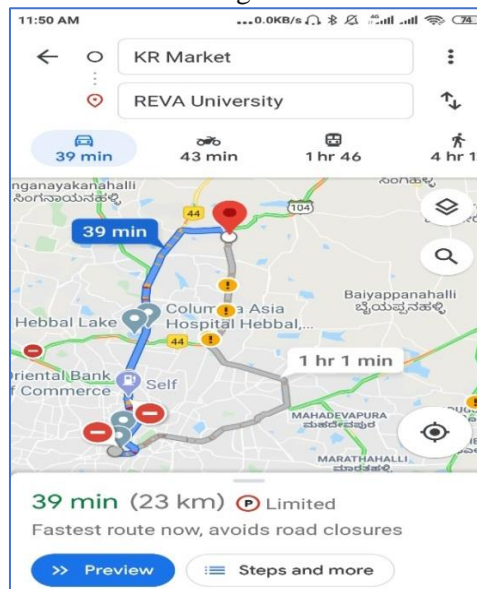 11:50 AM ...0.0KB/s 4G 74
KR Market
REVA University
39 min 43 min 1 hr 46 4 hr 1
nganayakanahalli
ಂಗನಾಯಕನಹಳ್ಳಿ
44
104
39 min
Baiyappanahalli
ಬೈಯಪ್ಪನಹಳ್ಳಿ
Hebbal Lake
Asia
Hospital Hebbal,...
44
1 hr 1 min
Oriental Bank
f Commerce
Self
MAHADEVAPURA
ಮಹದೇವಪುರ
MARATHAHALLI
ಮಾರತಹಳ್ಳಿ
39 min (23 km) P Limited
Fastest route now, avoids road closures
Preview
Steps and more